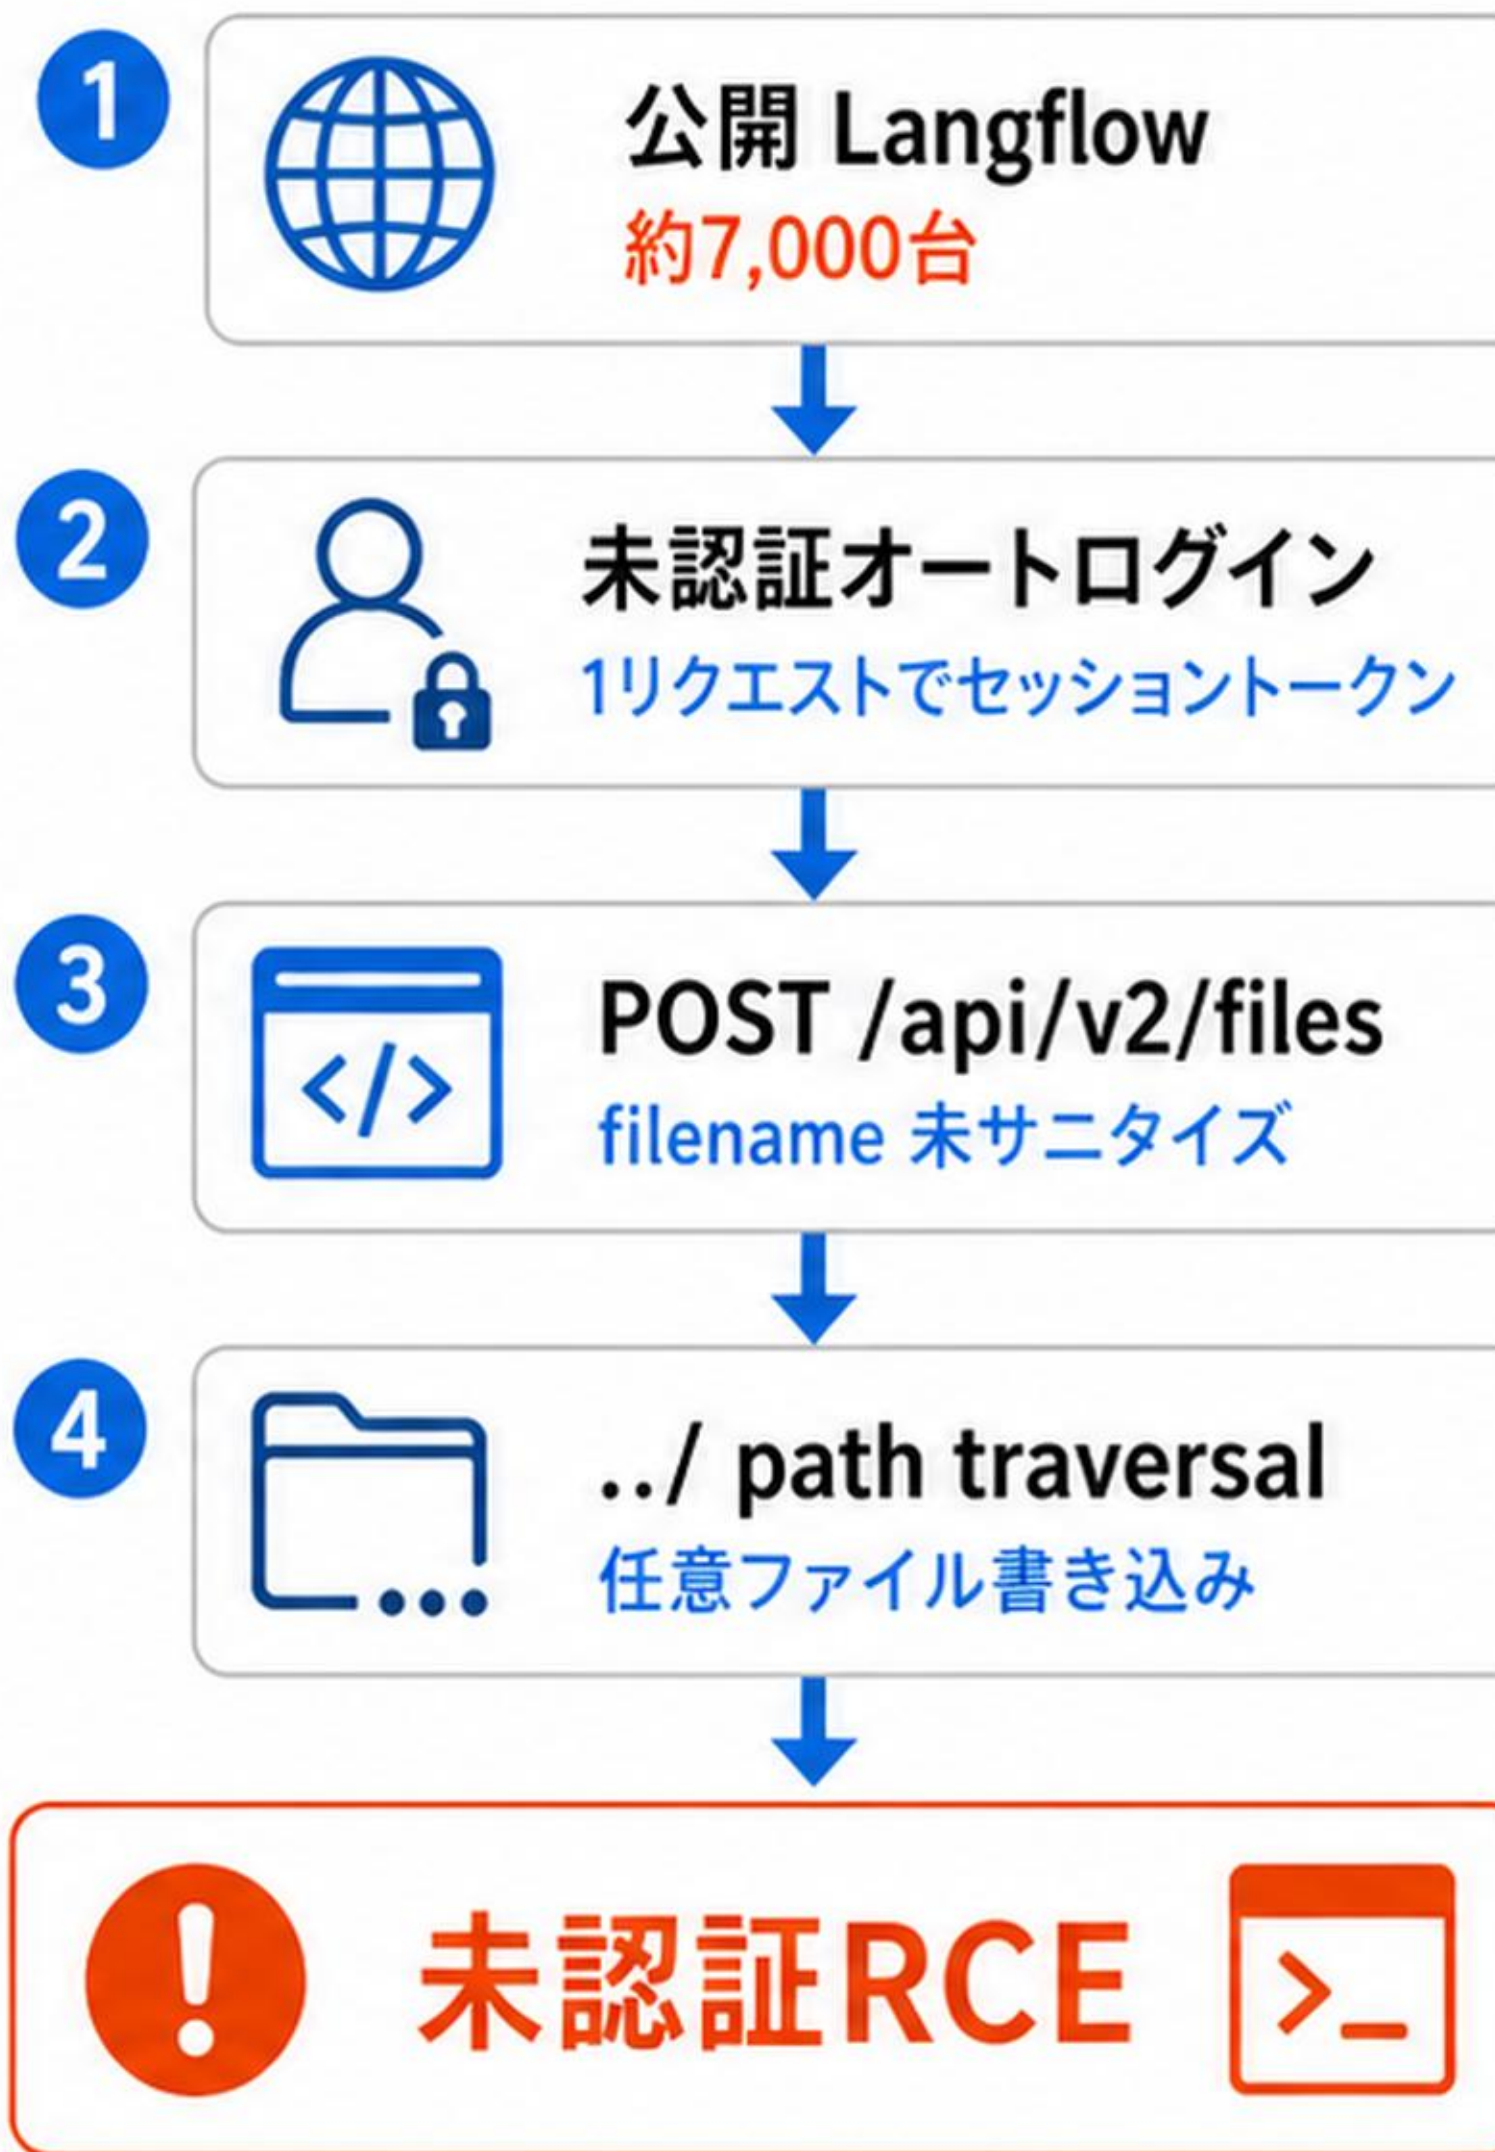 1
公開 Langflow
約7,000台
2
未認証オートログイン
1リクエストでセッショントークン
3
</>
POST /api/v2/files
filename 未サニタイズ
4
../ path traversal
任意ファイル書き込み
!
未認証RCE
>_